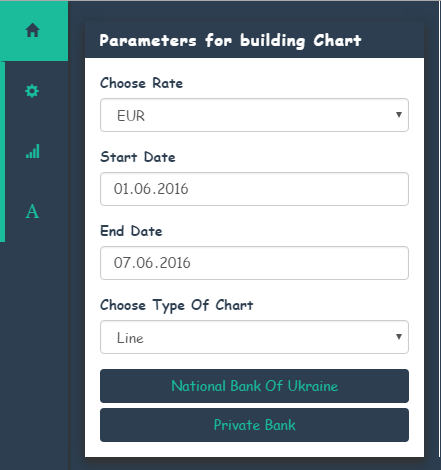 Parameters for building Chart
Choose Rate
EUR
Start Date
01.06.2016
End Date
07.06.2016
A
Choose Type Of Chart
Line
National Bank Of Ukraine
Private Bank